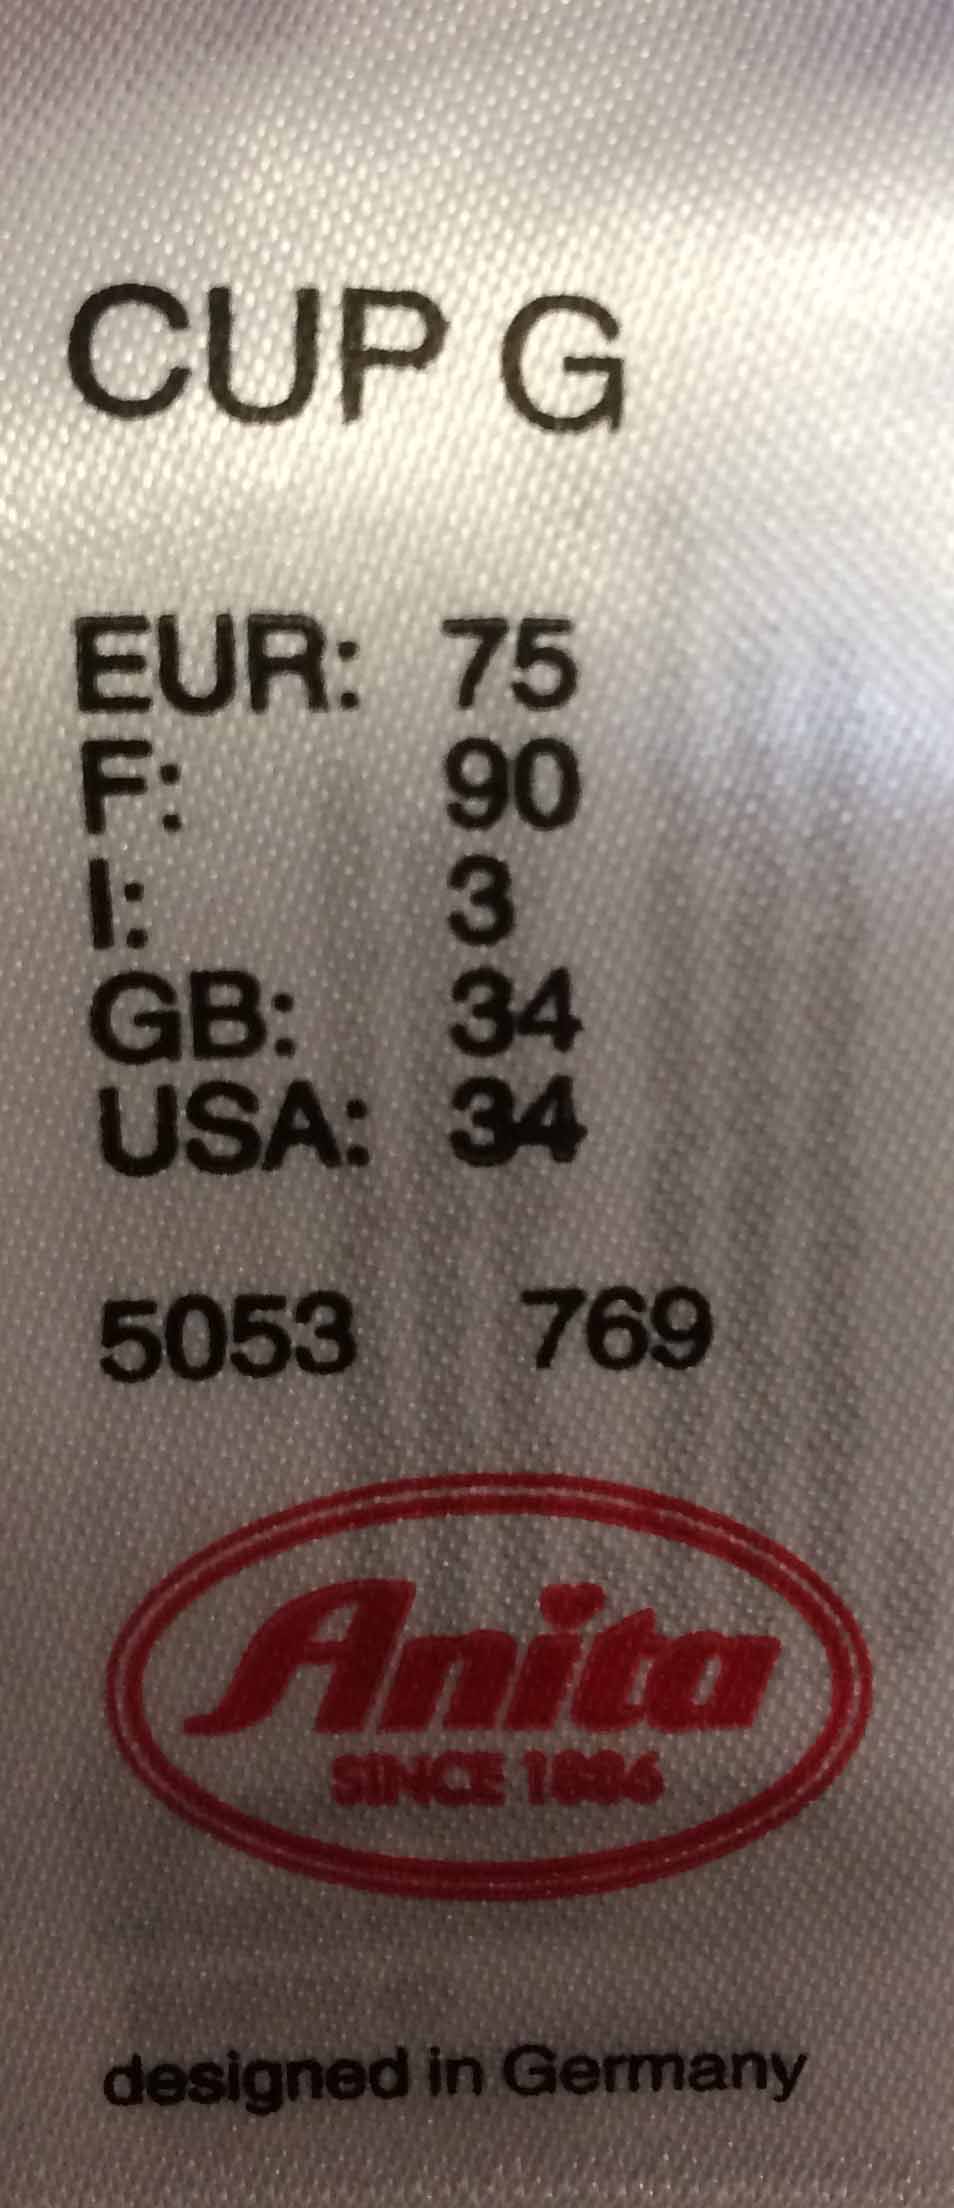 CUP G
EUR: 75
F: 90
I: 3
GB: 34
USA: 34
5053 769
Anita
SINCE 1886
designed in Germany